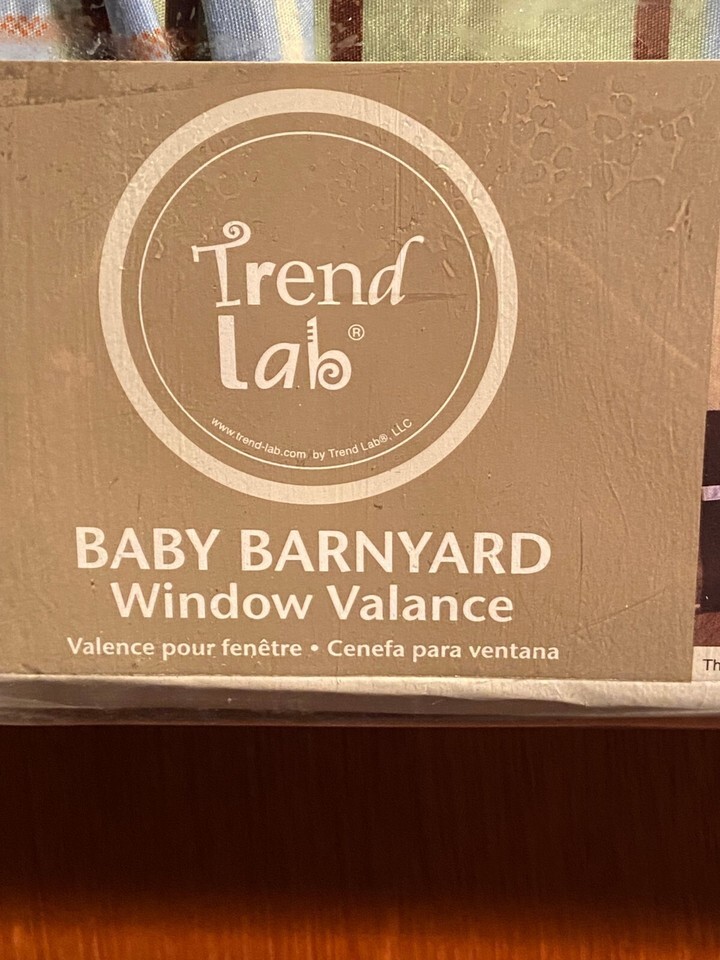 Trend
Lab®
www.trend-lab.com by Trend Lab®, LLC
BABY BARNYARD
Window Valance
Valence pour fenêtre • Cenefa para ventana